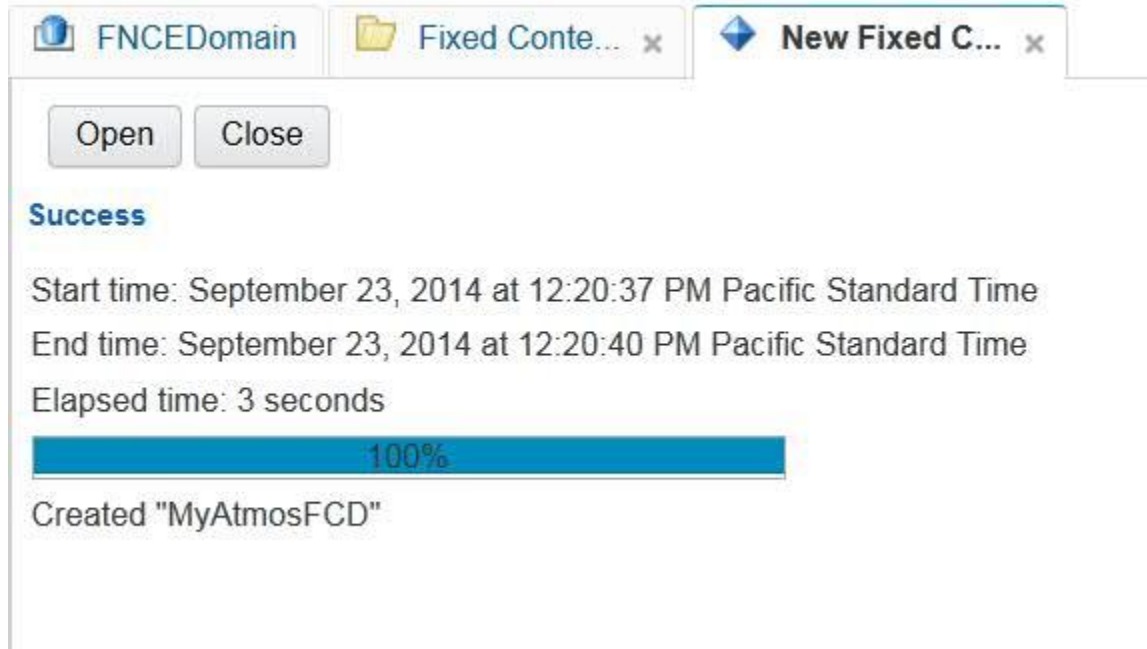 FNCEDomain Fixed Conte... × New Fixed C... ×
Open Close
Success
Start time: September 23, 2014 at 12:20:37 PM Pacific Standard Time
End time: September 23, 2014 at 12:20:40 PM Pacific Standard Time
Elapsed time: 3 seconds
100%
Created "MyAtmosFCD"